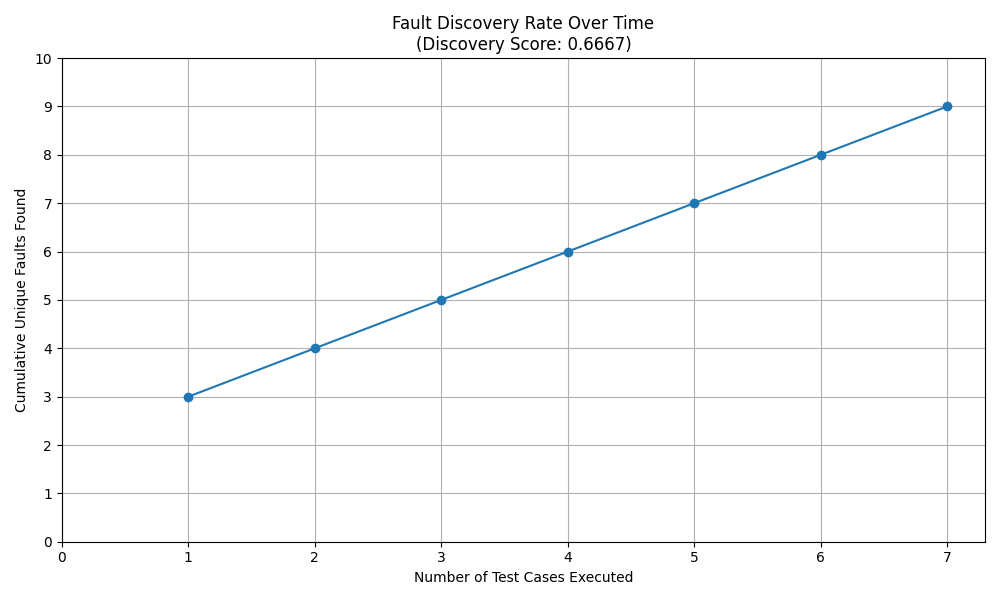 Fault Discovery Rate Over Time
(Discovery Score: 0.6667)
10
9
8
7
6
5
4
3
2
1
0
Cumulative Unique Faults Found
0 1 2 3 4 5 6 7
Number of Test Cases Executed